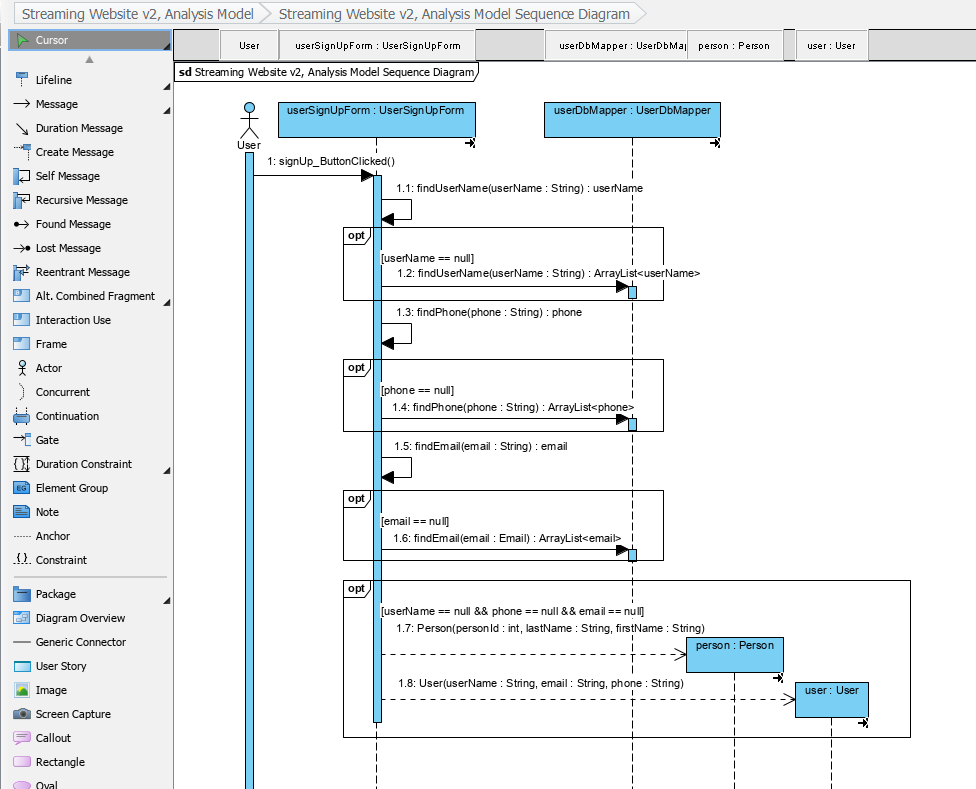 Streaming Website v2, Analysis Model
Streaming Website v2, Analysis Model Sequence Diagram
Cursor
Lifeline
Message
Duration Message
Create Message
Self Message
Recursive Message
Found Message
Lost Message
Reentrant Message
Alt. Combined Fragment
Interaction Use
Frame
Actor
Concurrent
Continuation
Gate
Duration Constraint
Element Group
Note
Anchor
Constraint
Package
Diagram Overview
Generic Connector
User Story
Image
Screen Capture
Callout
Rectangle
Oval
User
userSignUpForm : UserSignUpForm
userDbMapper : UserDbMap
person : Person
user : User
sd Streaming Website v2, Analysis Model Sequence Diagram
User
userSignUpForm : UserSignUpForm
userDbMapper : UserDbMapper
1: signUp_ButtonClicked()
1.1: findUserName(userName : String) : userName
opt
[userName == null]
1.2: findUserName(userName : String) : ArrayList<userName>
1.3: findPhone(phone : String) : phone
opt
[phone == null]
1.4: findPhone(phone : String) : ArrayList<phone>
1.5: findEmail(email : String) : email
opt
[email == null]
1.6: findEmail(email : Email) : ArrayList<email>
opt
[userName == null && phone == null && email == null]
1.7: Person(personId : int, lastName : String, firstName : String)
person : Person
1.8: User(userName : String, email : String, phone : String)
user : User